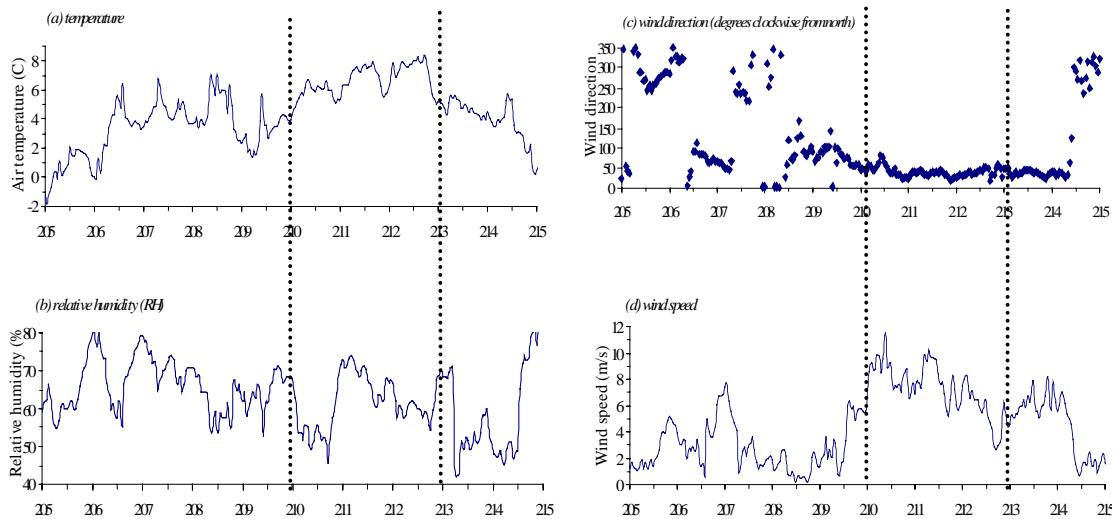 (a) temperature
Air temperature (C)
8
6
4
2
0
-2
205 206 207 208 209 210 211 212 213 214 215
(c) wind direction (degrees clockwise from north)
Wind direction
350
300
250
200
150
100
50
0
205 206 207 208 209 210 211 212 213 214 215
(b) relative humidity (RH)
Relative humidity (%
80
70
60
50
40
205 206 207 208 209 210 211 212 213 214 215
(d) wind speed
Wind speed (m/s)
12
10
8
6
4
2
0
205 206 207 208 209 210 211 212 213 214 215